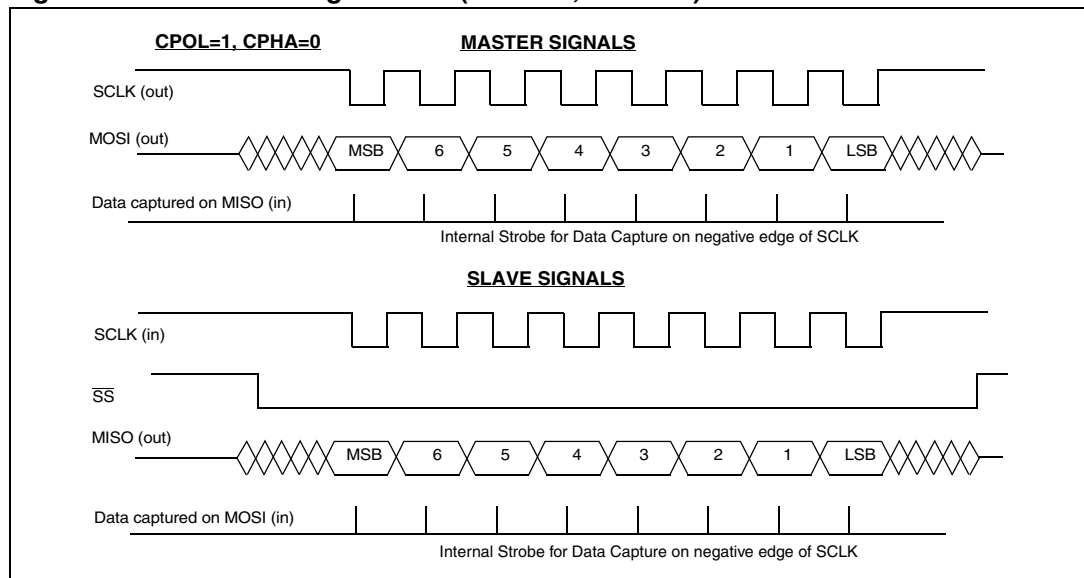 CPOL=1, CPHA=0 MASTER SIGNALS
SCLK (out)
MOSI (out)
MSB 6 5 4 3 2 1 LSB
Data captured on MISO (in)
Internal Strobe for Data Capture on negative edge of SCLK
SLAVE SIGNALS
SCLK (in)
SS
MISO (out)
MSB 6 5 4 3 2 1 LSB
Data captured on MOSI (in)
Internal Strobe for Data Capture on negative edge of SCLK